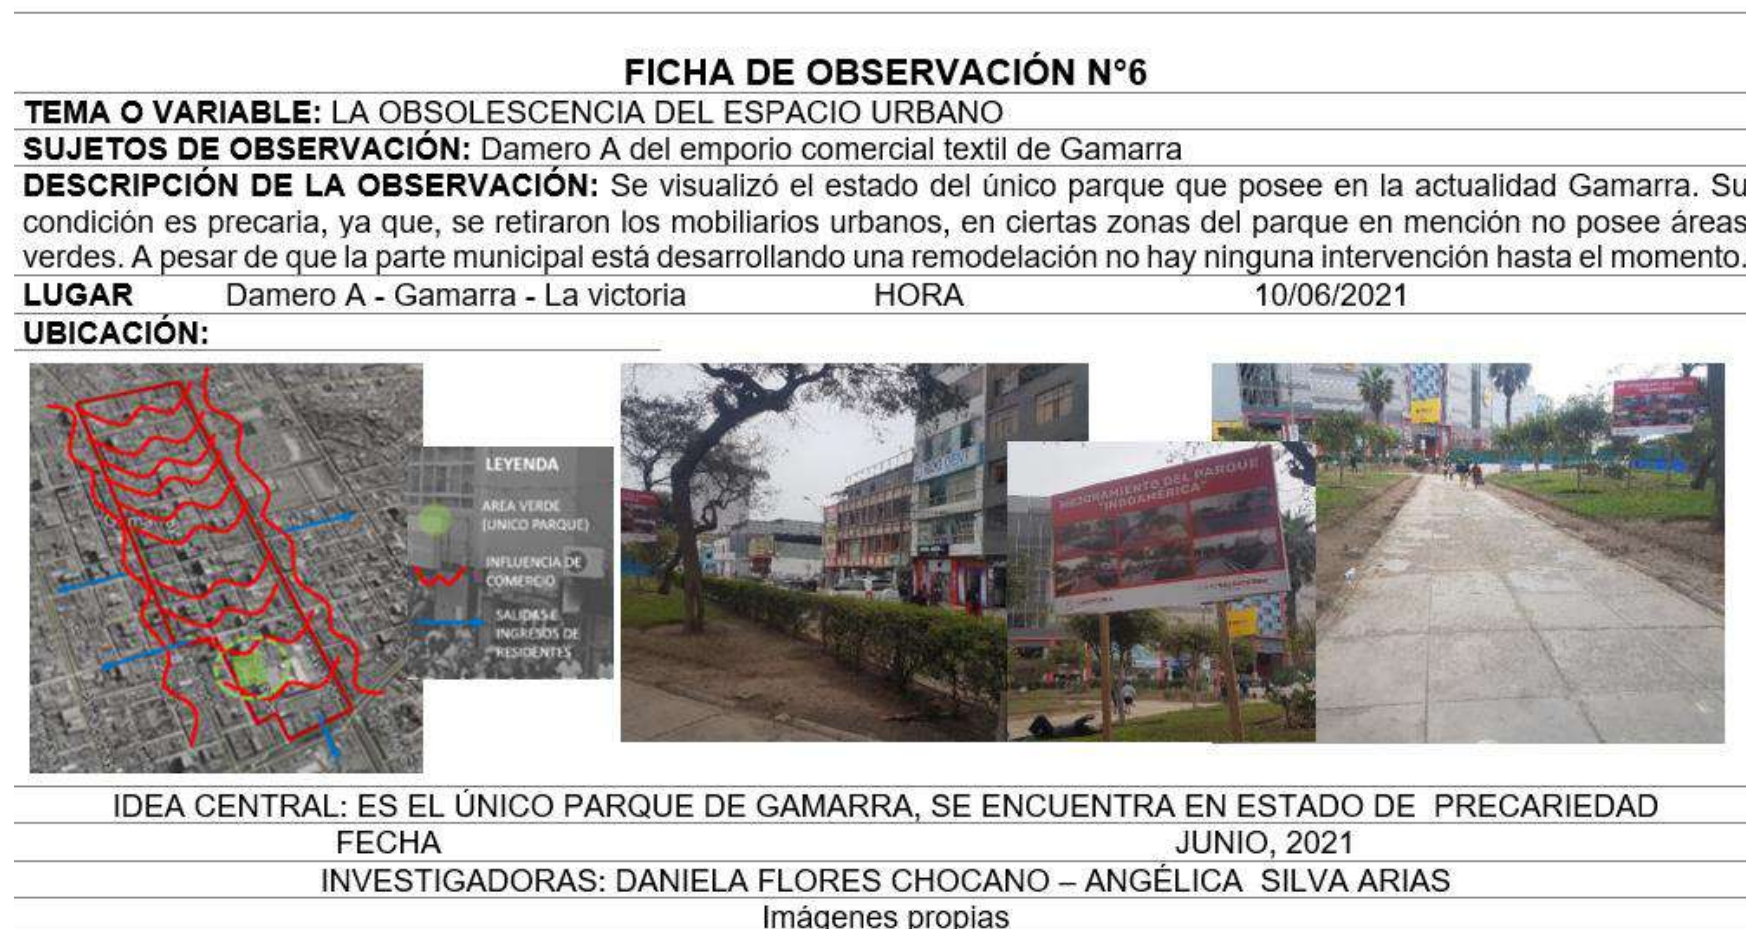 FICHA DE OBSERVACIÓN N°6
TEMA O VARIABLE: LA OBSOLESCENCIA DEL ESPACIO URBANO
SUJETOS DE OBSERVACIÓN: Damero A del emporio comercial textil de Gamarra
DESCRIPCIÓN DE LA OBSERVACIÓN: Se visualizó el estado del único parque que posee en la actualidad Gamarra. Su
condición es precaria, ya que, se retiraron los mobiliarios urbanos, en ciertas zonas del parque en mención no posee áreas
verdes. A pesar de que la parte municipal está desarrollando una remodelación no hay ninguna intervención hasta el momento.
LUGAR Damero A - Gamarra - La victoria HORA 10/06/2021
UBICACIÓN:
LEYENDA
AREA VERDE
(UNICO PARQUE)
INFLUENCIA DE
COMERCIO
SALIDAS E
INGRESOS DE
RESIDENTES
MEJORAMIENTO DEL PARQUE
"INDOAMÉRICA"
IDEA CENTRAL: ES EL ÚNICO PARQUE DE GAMARRA, SE ENCUENTRA EN ESTADO DE PRECARIEDAD
FECHA JUNIO, 2021
INVESTIGADORAS: DANIELA FLORES CHOCANO – ANGÉLICA SILVA ARIAS
Imágenes propias